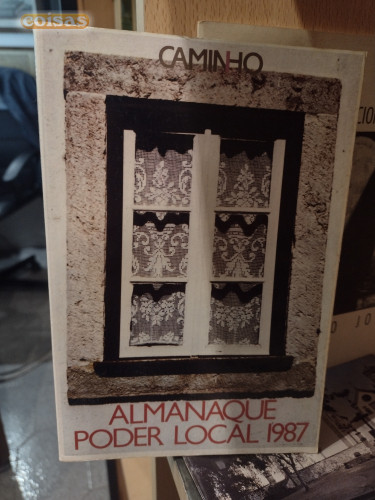 coisas
CAMINHO
ALMANAQUE
PODER LOCAL 1987